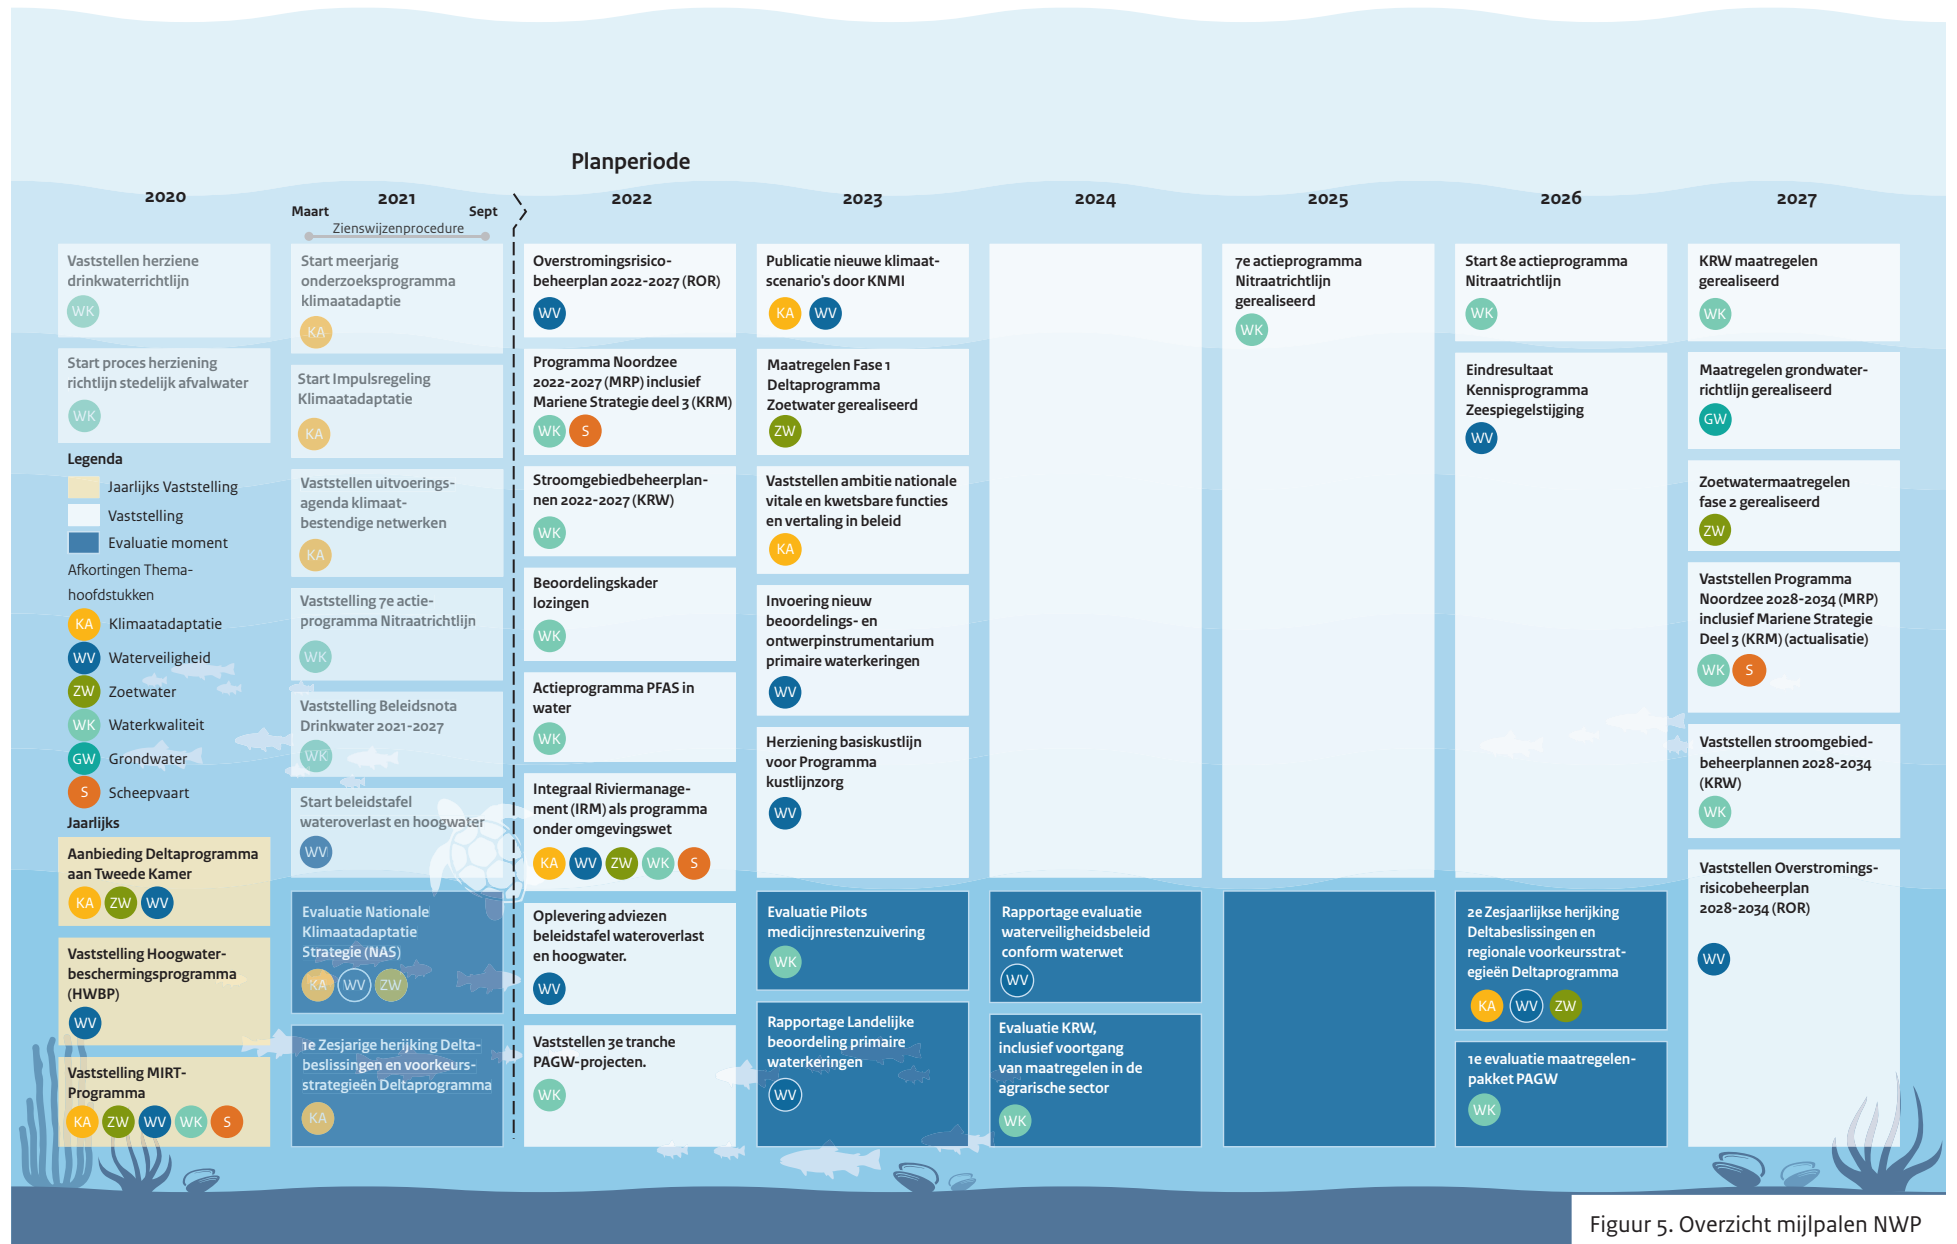 Planperiode
2020
2021
2022
2023
2024
2025
2026
2027
Maart
Sept
Zienswijzenprocedure
Vaststellen herziene
drinkwaterrichtlijn
WK
Start proces herziening
richtlijn stedelijk afvalwater
WK
Legenda
Jaarlijks Vaststelling
Vaststelling
Evaluatie moment
Afkortingen Thema-
hoofdstukken
KA Klimaatadaptatie
WV Waterveiligheid
ZW Zoetwater
WK Waterkwaliteit
GW Grondwater
S Scheepvaart
Jaarlijks
Aanbieding Deltaprogramma
aan Tweede Kamer
KA ZW WV
Vaststelling Hoogwater-
beschermingsprogramma
(HWBP)
WV
Vaststelling MIRT-
Programma
KA ZW WV WK S
Start meerjarig
onderzoeksprogramma
klimaatadaptie
KA
Start Impulsregeling
Klimaatadaptatie
KA
Vaststellen uitvoerings-
agenda klimaat-
bestendige netwerken
KA
Vaststelling 7e actie-
programma Nitraatrichtlijn
WK
Vaststelling Beleidsnota
Drinkwater 2021-2027
WK
Start beleidstafel
wateroverlast en hoogwater
WV
Evaluatie Nationale
Klimaatadaptatie
Strategie (NAS)
KA WV ZW
1e Zesjarige herijking Delta-
beslissingen en voorkeurs-
strategieën Deltaprogramma
KA
Overstromingsrisico-
beheerplan 2022-2027 (ROR)
WV
Programma Noordzee
2022-2027 (MRP) inclusief
Mariene Strategie deel 3 (KRM)
WK S
Stroomgebiedbeheerplan-
nen 2022-2027 (KRW)
WK
Beoordelingskader
lozingen
WK
Actieprogramma PFAS in
water
WK
Integraal Riviermanage-
ment (IRM) als programma
onder omgevingswet
KA WV ZW WK S
Oplevering adviezen
beleidstafel wateroverlast
en hoogwater.
WV
Vaststellen 3e tranche
PAGW-projecten.
WK
Publicatie nieuwe klimaat-
scenario's door KNMI
KA WV
Maatregelen Fase 1
Deltaprogramma
Zoetwater gerealiseerd
ZW
Vaststellen ambitie nationale
vitale en kwetsbare functies
en vertaling in beleid
KA
Invoering nieuw
beoordelings- en
ontwerpinstrumentarium
primaire waterkeringen
WV
Herziening basiskustlijn
voor Programma
kustlijnzorg
WV
Evaluatie Pilots
medicijnrestenzuivering
WK
Rapportage Landelijke
beoordeling primaire
waterkeringen
WV
Rapportage evaluatie
waterveiligheidsbeleid
conform waterwet
WV
Evaluatie KRW,
inclusief voortgang
van maatregelen in de
agrarische sector
WK
7e actieprogramma
Nitraatrichtlijn
gerealiseerd
WK
Start 8e actieprogramma
Nitraatrichtlijn
WK
Eindresultaat
Kennisprogramma
Zeespiegelstijging
WV
2e Zesjaarlijkse herijking
Deltabeslissingen en
regionale voorkeursstrat-
egieën Deltaprogramma
KA WV ZW
1e evaluatie maatregelen-
pakket PAGW
WK
KRW maatregelen
gerealiseerd
WK
Maatregelen grondwater-
richtlijn gerealiseerd
GW
Zoetwatermaatregelen
fase 2 gerealiseerd
ZW
Vaststellen Programma
Noordzee 2028-2034 (MRP)
inclusief Mariene Strategie
Deel 3 (KRM) (actualisatie)
WK S
Vaststellen stroomgebied-
beheerplannen 2028-2034
(KRW)
WK
Vaststellen Overstromings-
risicobeheerplan
2028-2034 (ROR)
WV
Figuur 5. Overzicht mijlpalen NWP